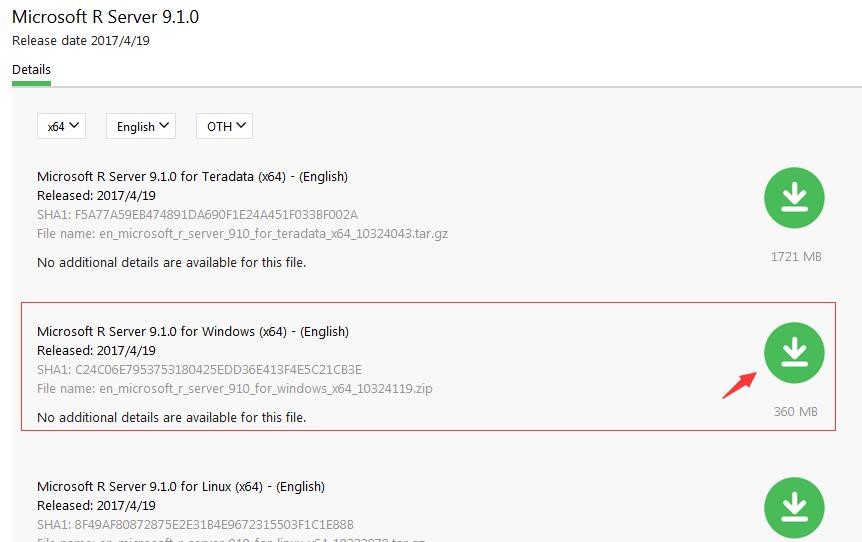 Microsoft R Server 9.1.0
Release date 2017/4/19
Details
x64 English OTH
Microsoft R Server 9.1.0 for Teradata (x64) - (English)
Released: 2017/4/19
SHA1: F5A77A59EB474891DA690F1E24A451F033BF002A
File name: en_microsoft_r_server_910_for_teradata_x64_10324043.tar.gz
No additional details are available for this file.
1721 MB
Microsoft R Server 9.1.0 for Windows (x64) - (English)
Released: 2017/4/19
SHA1: C24C06E7953753180425EDD36E413F4E5C21CB3E
File name: en_microsoft_r_server_910_for_windows_x64_10324119.zip
No additional details are available for this file.
360 MB
Microsoft R Server 9.1.0 for Linux (x64) - (English)
Released: 2017/4/19
SHA1: 8F49AF80872875E2E31B4E9672315503F1C1E88B
File name: